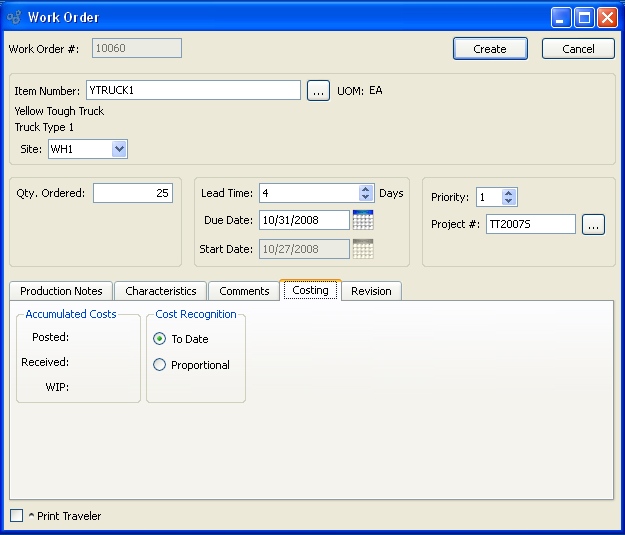 Work Order
Work Order #: 10060 Create Cancel
Item Number: YTRUCK1 ... UOM: EA
Yellow Tough Truck
Truck Type 1
Site: WH1
Qty. Ordered: 25 Lead Time: 4 Days Priority: 1
Due Date: 10/31/2008 Project #: TT2007S ...
Start Date: 10/27/2008
Production Notes Characteristics Comments Costing Revision
Accumulated Costs Cost Recognition
Posted: To Date
Received: Proportional
WIP:
^ Print Traveler